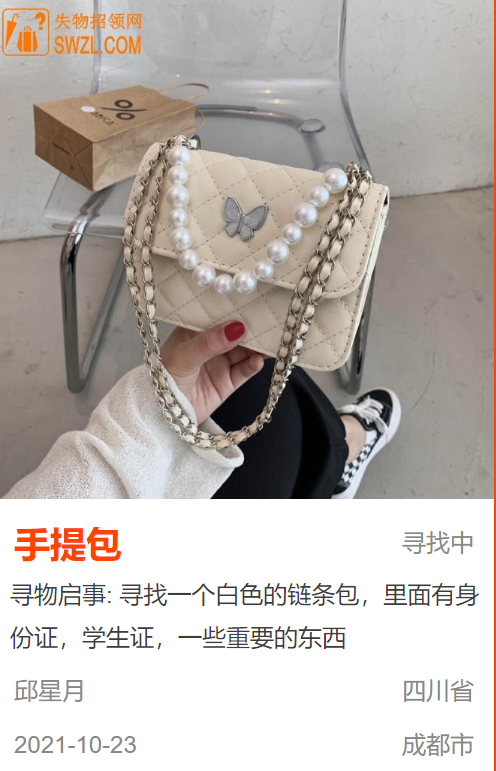 失物招领网
SWZL.COM
%
手提包
寻找中
寻物启事: 寻找一个白色的链条包，里面有身
份证，学生证，一些重要的东西
邱星月
四川省
2021-10-23
成都市